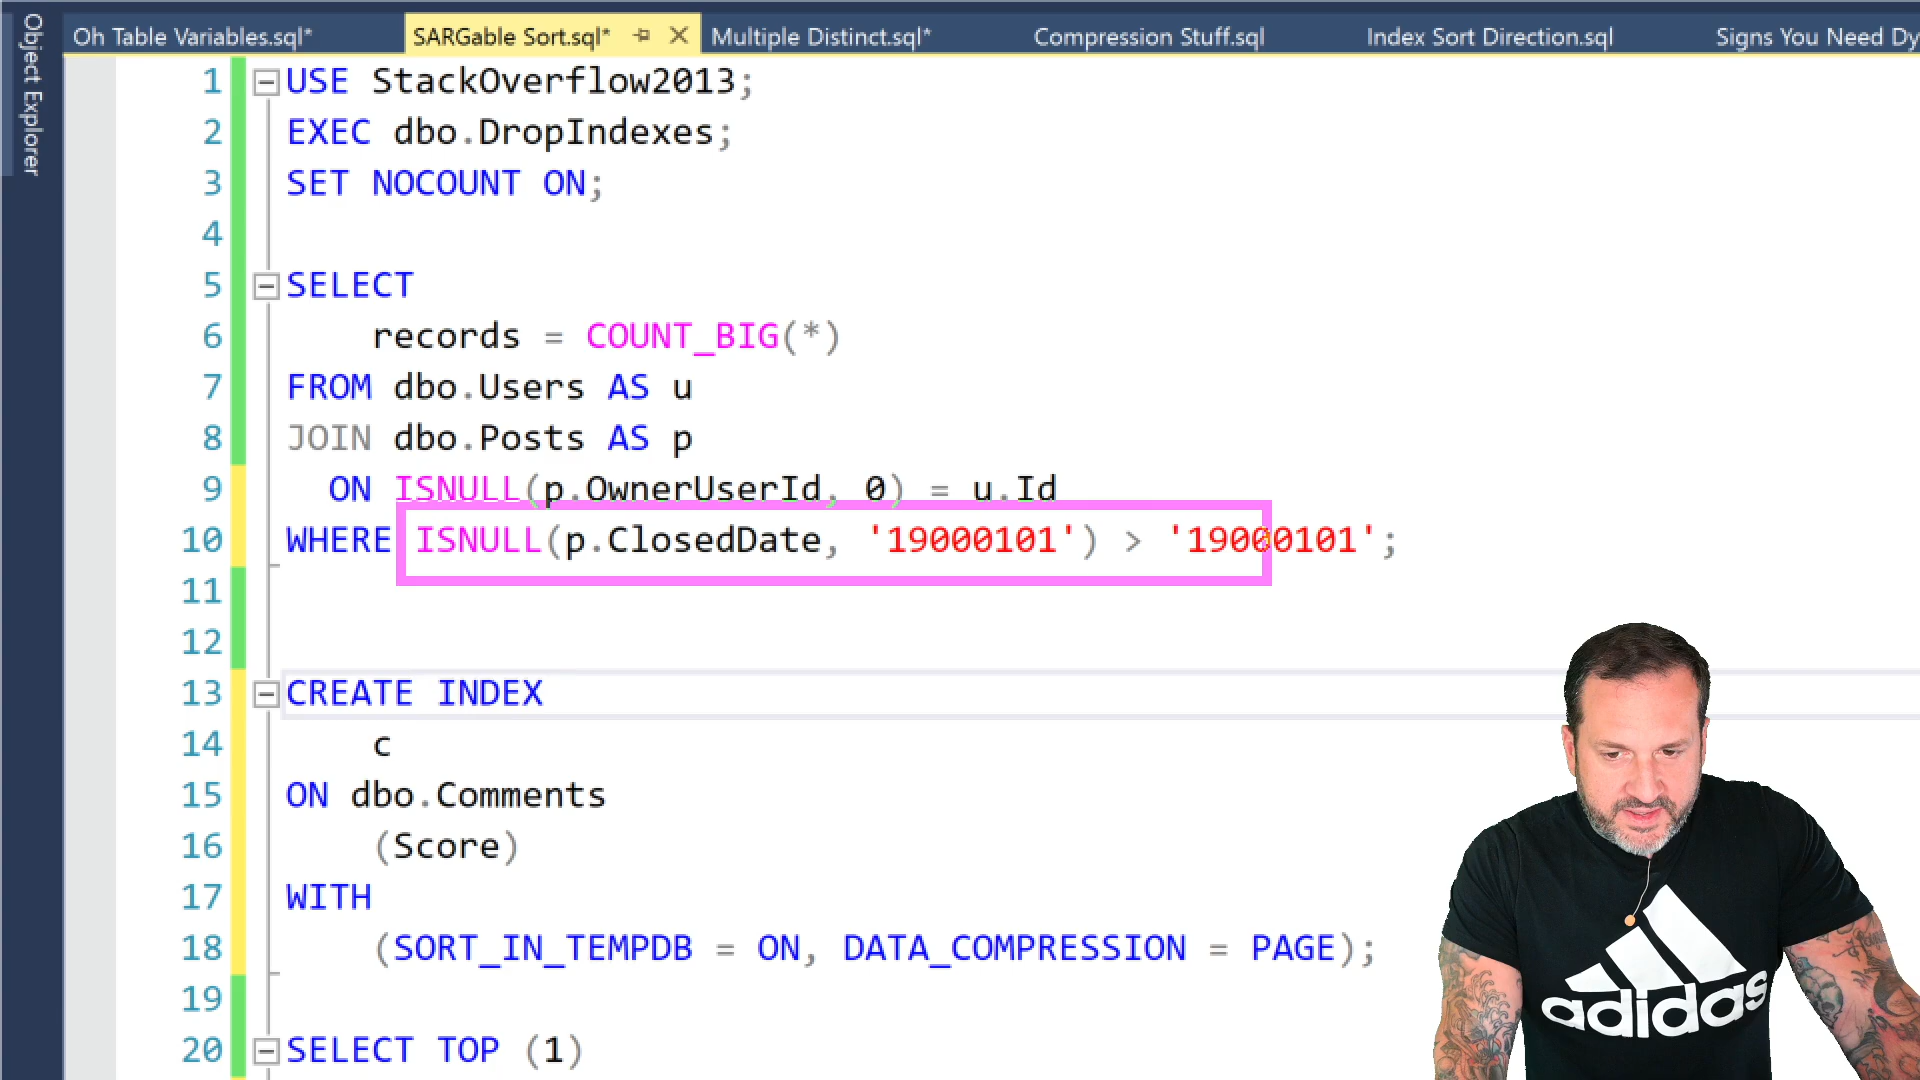 Object Explorer
Oh Table Variables.sql*
SARGable Sort.sql*
Multiple Distinct.sql*
Compression Stuff.sql
Index Sort Direction.sql
Signs You Need Dy
1 USE StackOverflow2013;
2 EXEC dbo.DropIndexes;
3 SET NOCOUNT ON;
4
5 SELECT
6 records = COUNT_BIG(*)
7 FROM dbo.Users AS u
8 JOIN dbo.Posts AS p
9 ON ISNULL(p.OwnerUserId, 0) = u.Id
10 WHERE ISNULL(p.ClosedDate, '19000101') > '19000101';
11
12
13 CREATE INDEX
14 c
15 ON dbo.Comments
16 (Score)
17 WITH
18 (SORT_IN_TEMPDB = ON, DATA_COMPRESSION = PAGE);
19
20 SELECT TOP (1)
adidas